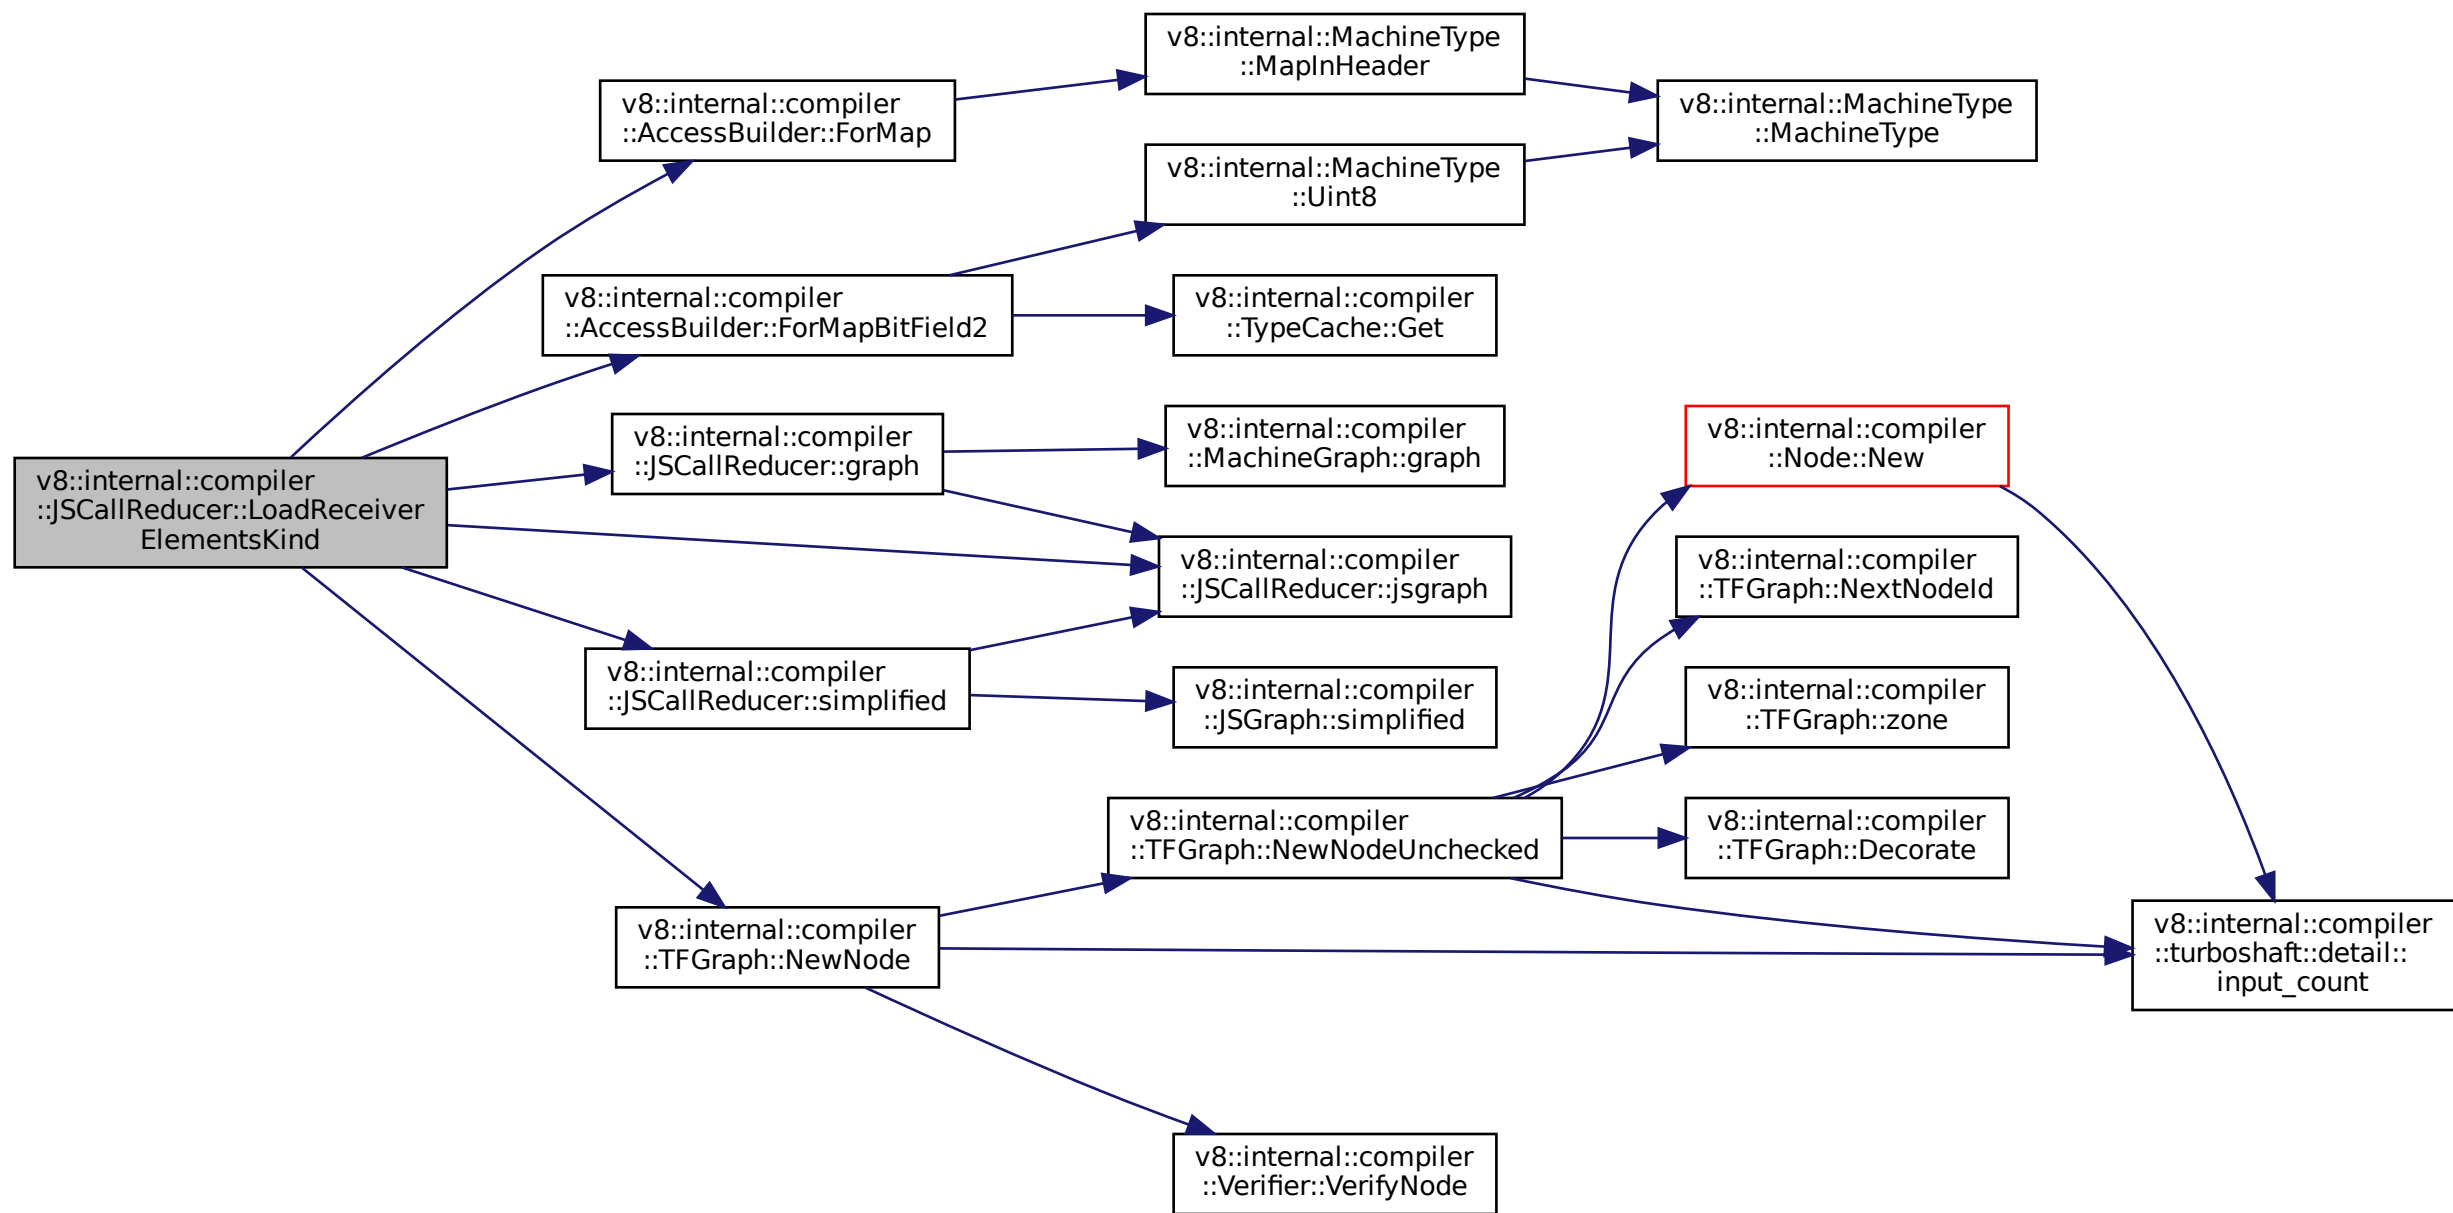 v8::internal::compiler
::JSCallReducer::LoadReceiver
ElementsKind
v8::internal::compiler
::AccessBuilder::ForMap
v8::internal::MachineType
::MapInHeader
v8::internal::MachineType
::MachineType
v8::internal::compiler
::AccessBuilder::ForMapBitField2
v8::internal::MachineType
::Uint8
v8::internal::compiler
::TypeCache::Get
v8::internal::compiler
::JSCallReducer::graph
v8::internal::compiler
::MachineGraph::graph
v8::internal::compiler
::JSCallReducer::jsgraph
v8::internal::compiler
::JSCallReducer::simplified
v8::internal::compiler
::JSGraph::simplified
v8::internal::compiler
::TFGraph::NewNode
v8::internal::compiler
::TFGraph::NewNodeUnchecked
v8::internal::compiler
::Node::New
v8::internal::compiler
::TFGraph::NextNodeId
v8::internal::compiler
::TFGraph::zone
v8::internal::compiler
::TFGraph::Decorate
v8::internal::compiler
::turboshaft::detail::
input_count
v8::internal::compiler
::Verifier::VerifyNode